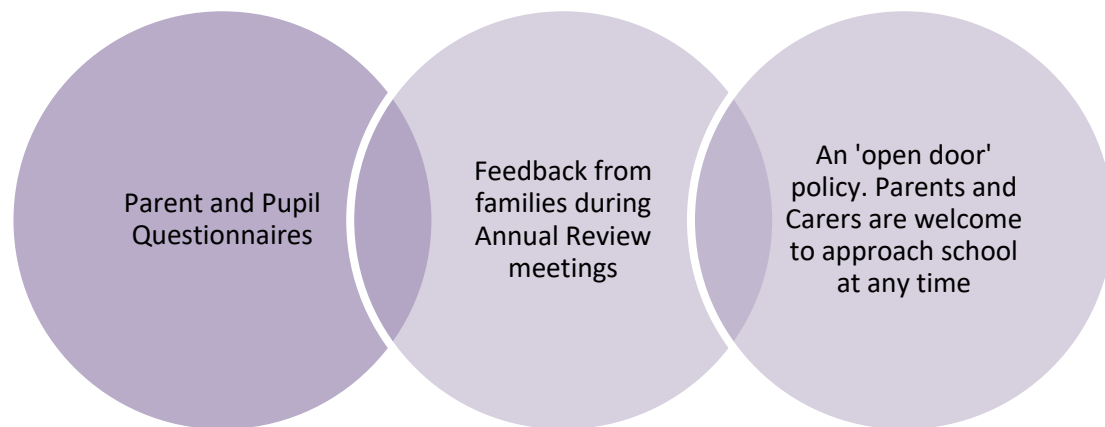 Parent and Pupil
Questionnaires
Feedback from
families during
Annual Review
meetings
An 'open door'
policy. Parents and
Carers are welcome
to approach school
at any time